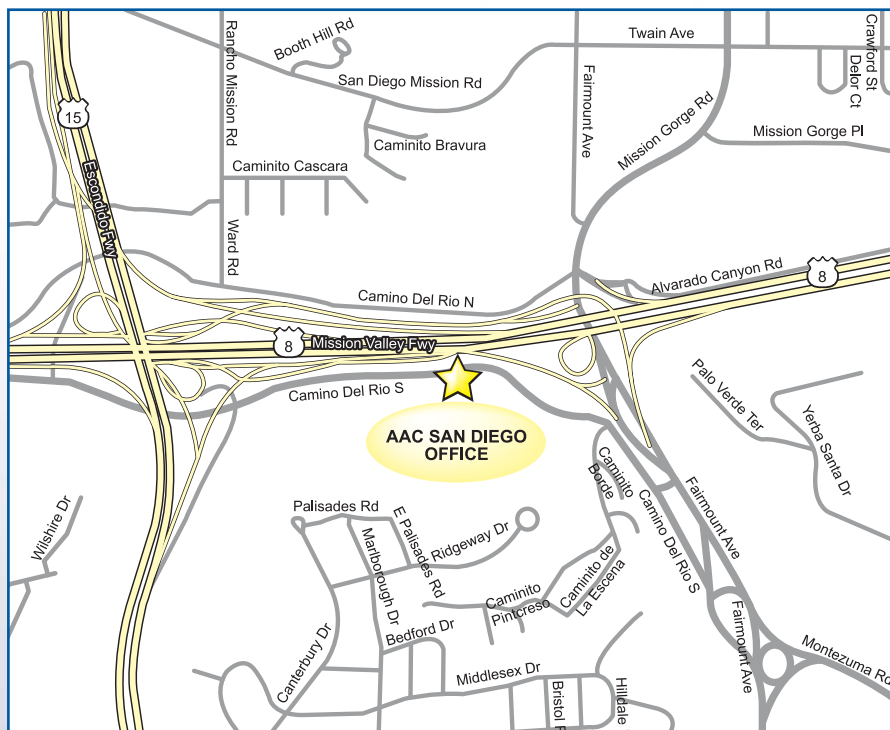 Booth Hill Rd
Rancho Mission Rd
San Diego Mission Rd
Twain Ave
Crawford St
Delor Ct
Fairmount Ave
Mission Gorge Rd
Mission Gorge Pl
15
Escondido Fwy
Caminito Bravura
Caminito Cascara
Ward Rd
Camino Del Rio N
Alvarado Canyon Rd
8
8
Mission Valley Fwy
Camino Del Rio S
AAC SAN DIEGO
OFFICE
Palo Verde Ter
Yerba Santa Dr
Caminito
Borde
Camino Del Rio S
Fairmount Ave
Wilshire Dr
Palisades Rd
E Palisades Rd
Marlborough Dr
Ridgeway Dr
Caminito
Pintcreso
Caminito de
La Escena
Canterbury Dr
Bedford Dr
Middlesex Dr
Bristol
Hilldale
Fairmount Ave
Montezuma Rd